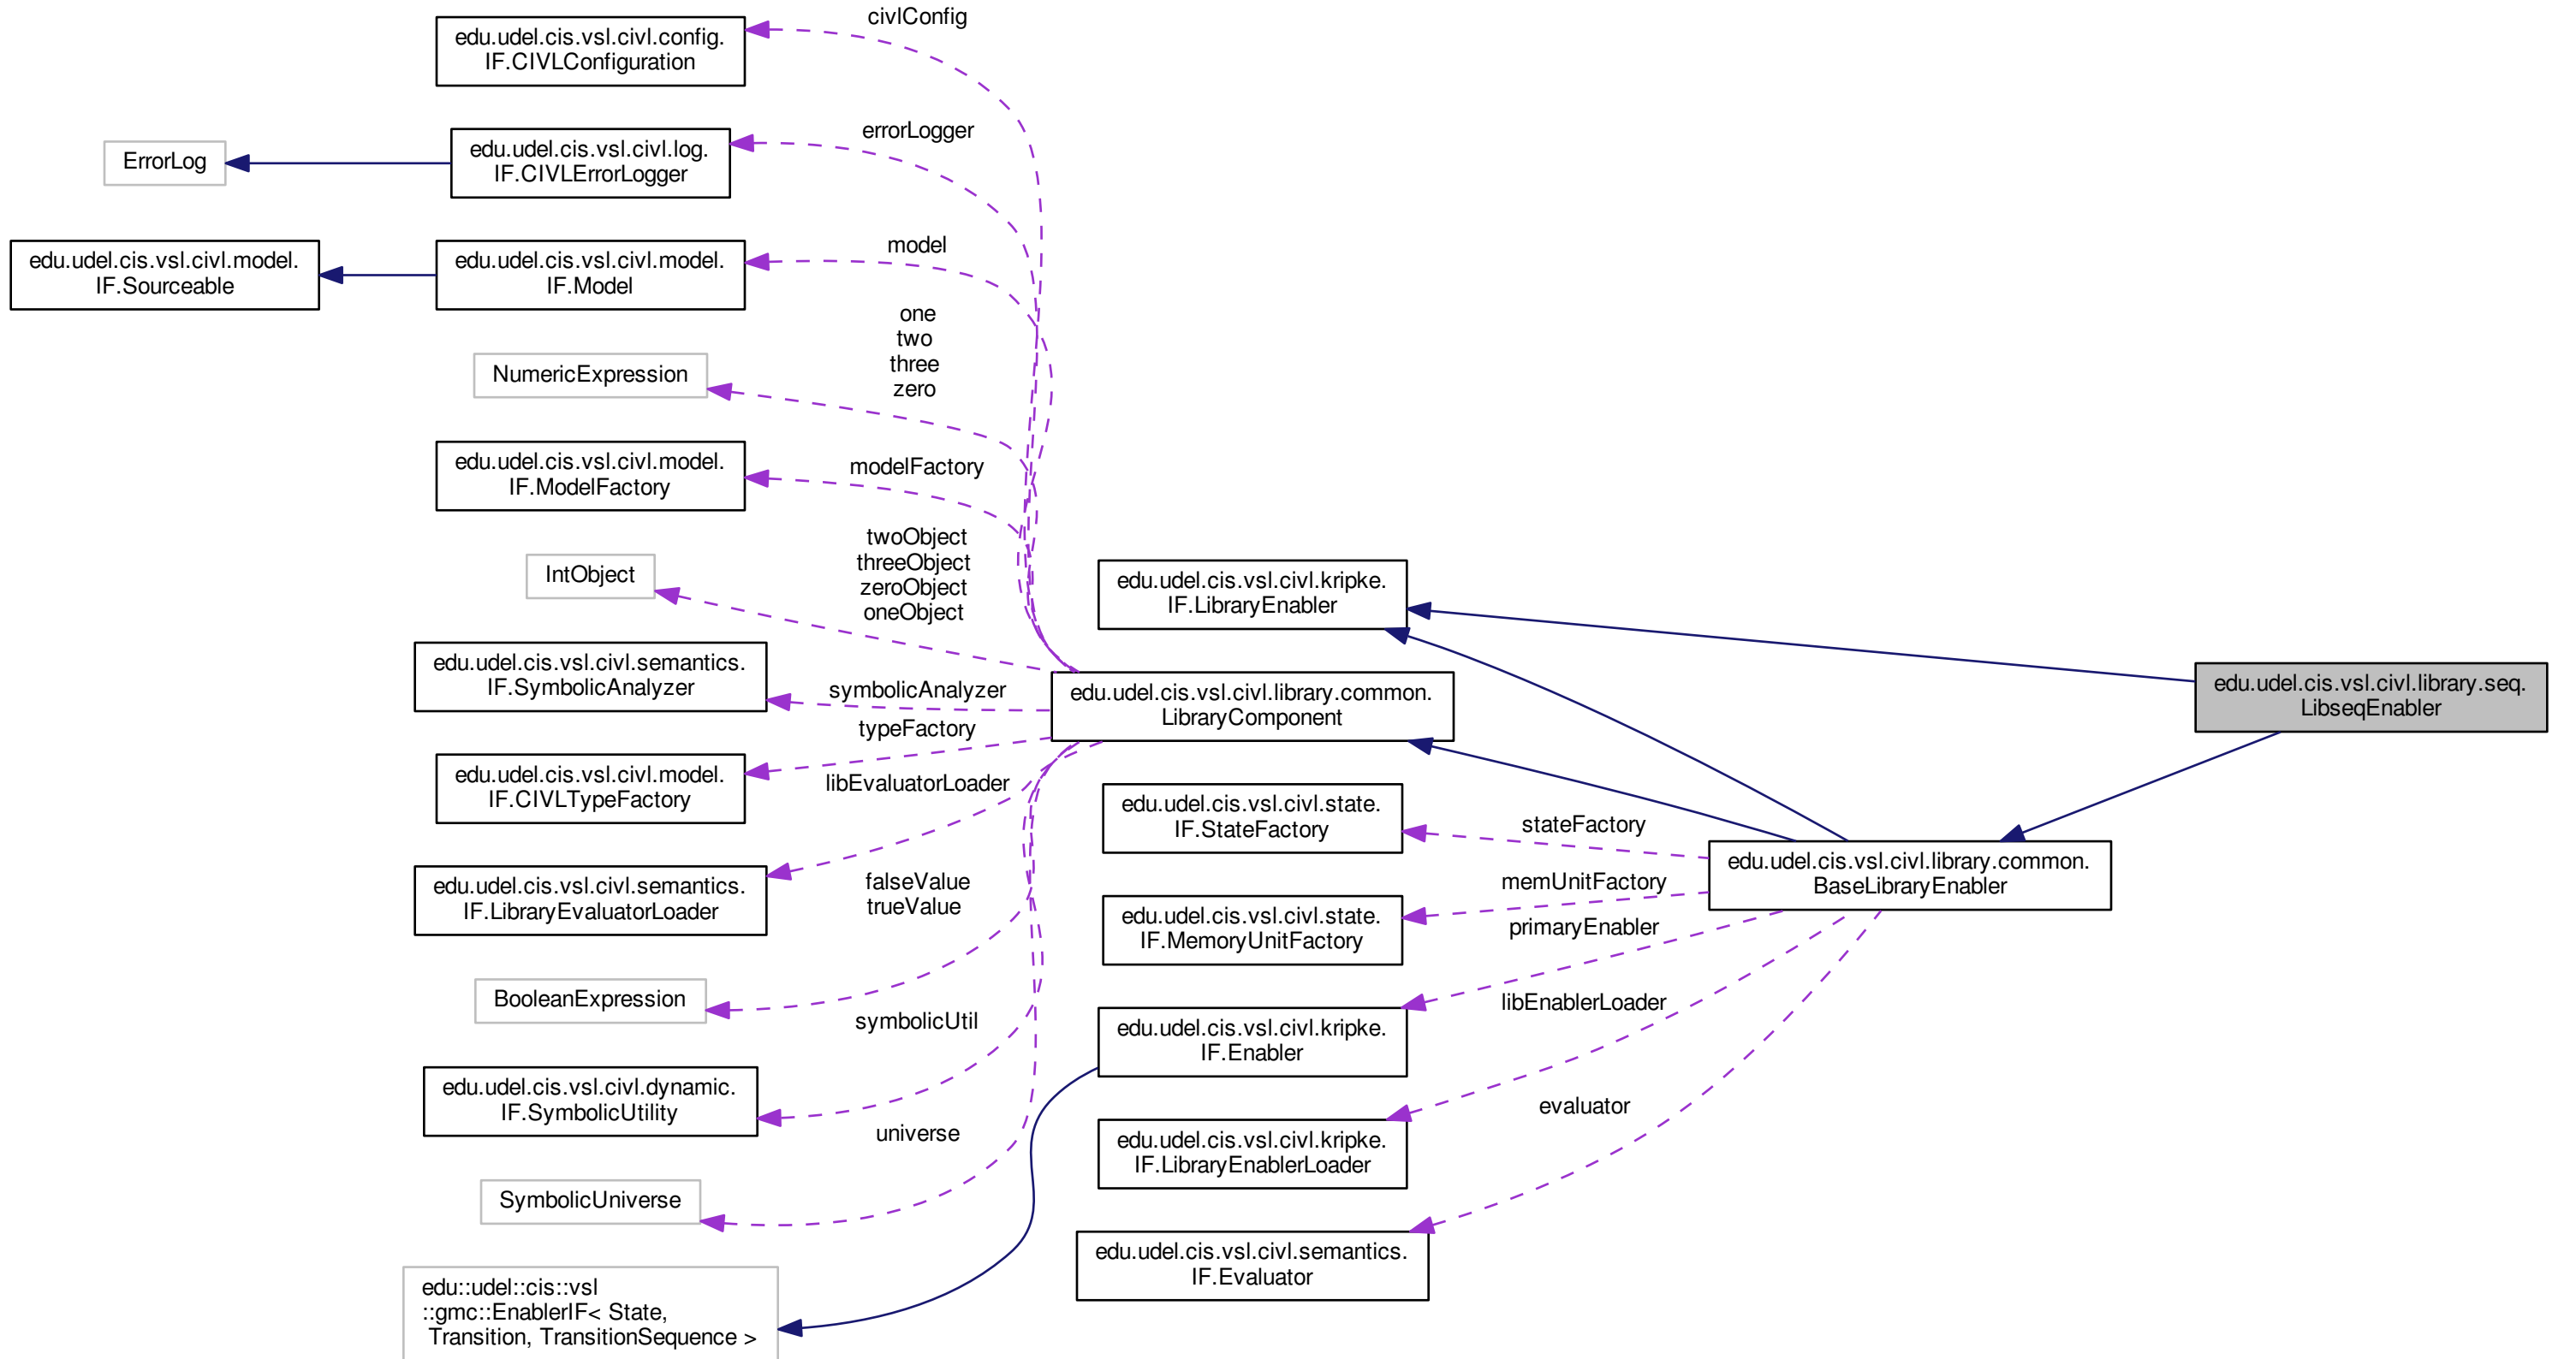 civlConfig
edu.udel.cis.vsl.civl.config.
IF.CIVLConfiguration
errorLogger
ErrorLog
edu.udel.cis.vsl.civl.log.
IF.CIVLErrorLogger
model
edu.udel.cis.vsl.civl.model.
IF.Sourceable
edu.udel.cis.vsl.civl.model.
IF.Model
one
two
three
zero
NumericExpression
modelFactory
edu.udel.cis.vsl.civl.model.
IF.ModelFactory
twoObject
threeObject
zeroObject
oneObject
IntObject
edu.udel.cis.vsl.civl.kripke.
IF.LibraryEnabler
edu.udel.cis.vsl.civl.semantics.
IF.SymbolicAnalyzer
symbolicAnalyzer
edu.udel.cis.vsl.civl.library.common.
LibraryComponent
edu.udel.cis.vsl.civl.library.seq.
LibseqEnabler
typeFactory
edu.udel.cis.vsl.civl.model.
IF.CIVLTypeFactory
libEvaluatorLoader
edu.udel.cis.vsl.civl.state.
IF.StateFactory
stateFactory
edu.udel.cis.vsl.civl.library.common.
BaseLibraryEnabler
edu.udel.cis.vsl.civl.semantics.
IF.LibraryEvaluatorLoader
falseValue
trueValue
memUnitFactory
edu.udel.cis.vsl.civl.state.
IF.MemoryUnitFactory
primaryEnabler
BooleanExpression
symbolicUtil
edu.udel.cis.vsl.civl.kripke.
IF.Enabler
libEnablerLoader
edu.udel.cis.vsl.civl.dynamic.
IF.SymbolicUtility
universe
edu.udel.cis.vsl.civl.kripke.
IF.LibraryEnablerLoader
evaluator
SymbolicUniverse
edu.udel.cis.vsl.civl.semantics.
IF.Evaluator
edu::udel::cis::vsl
::gmc::EnablerIF< State,
Transition, TransitionSequence >